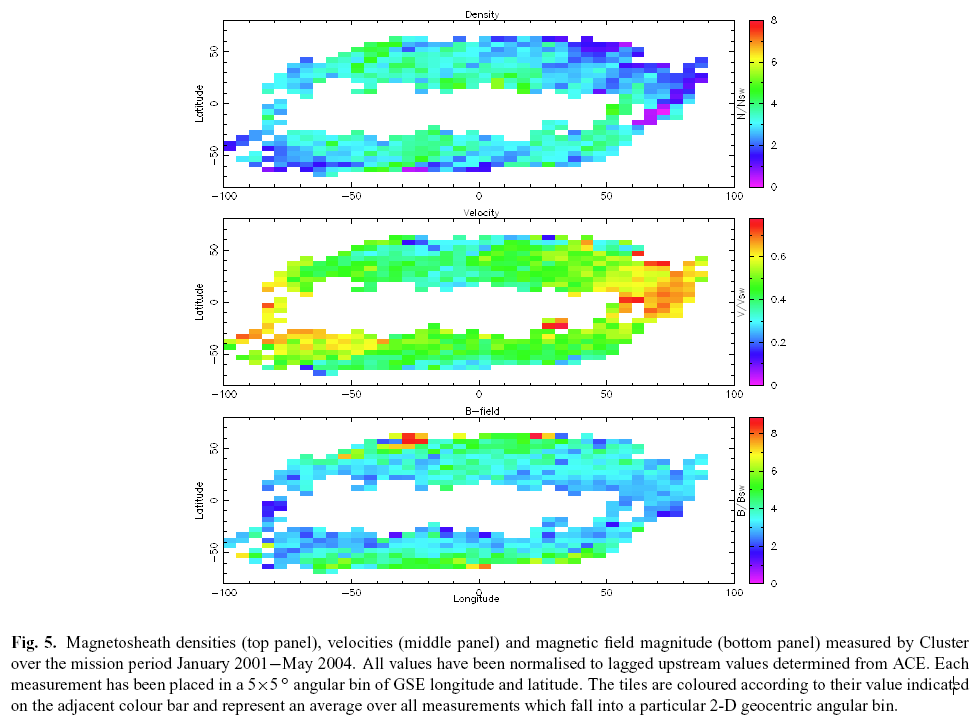 Density
50
0
−50
Latitude
−100
−50
0
50
100
8
6
4
2
0
N/Nsw
Velocity
50
0
−50
Latitude
−100
−50
0
50
100
0.6
0.4
0.2
0
V/Vsw
B−field
50
0
−50
Latitude
−100
−50
0
50
100
Longitude
8
6
4
2
0
B/Bsw
Fig. 5. Magnetosheath densities (top panel), velocities (middle panel) and magnetic field magnitude (bottom panel) measured by Cluster
over the mission period January 2001−May 2004. All values have been normalised to lagged upstream values determined from ACE. Each
measurement has been placed in a 5×5° angular bin of GSE longitude and latitude. The tiles are coloured according to their value indicated
on the adjacent colour bar and represent an average over all measurements which fall into a particular 2-D geocentric angular bin.